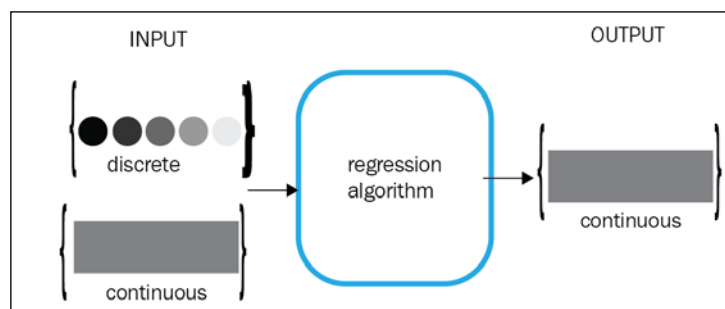 INPUT
OUTPUT
discrete
regression
algorithm
continuous
continuous